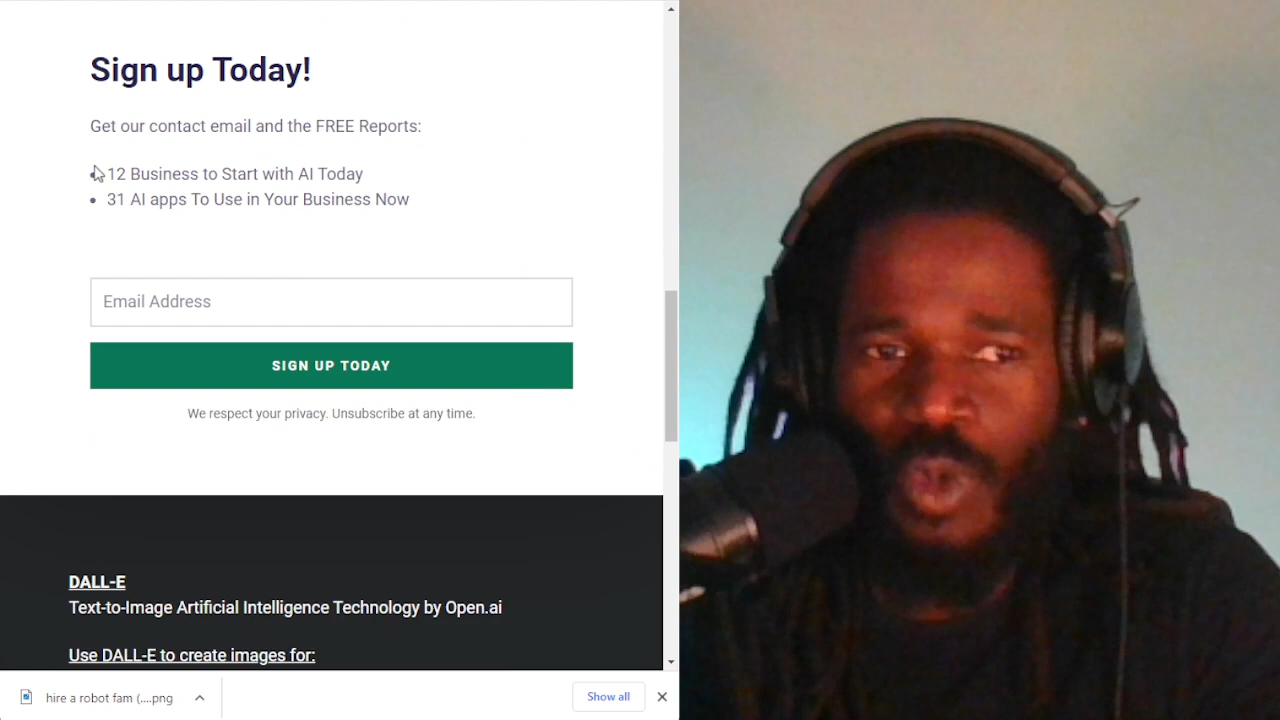 Sign up Today!
Get our contact email and the FREE Reports:
12 Business to Start with AI Today
31 AI apps To Use in Your Business Now
Email Address
SIGN UP TODAY
We respect your privacy. Unsubscribe at any time.
DALL-E
Text-to-Image Artificial Intelligence Technology by Open.ai
Use DALL-E to create images for:
hire a robot fam (....png
Show all